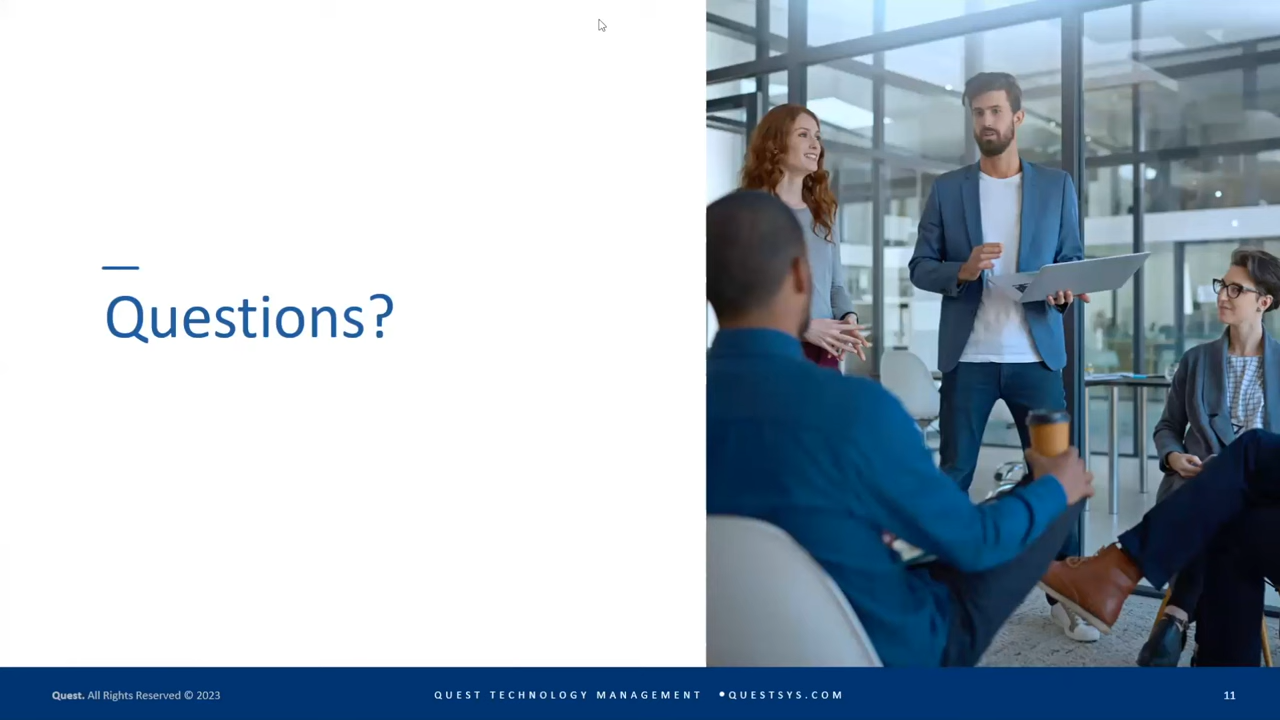 Questions?
Quest. All Rights Reserved © 2023
QUEST TECHNOLOGY MANAGEMENT •QUESTSYS.COM
11